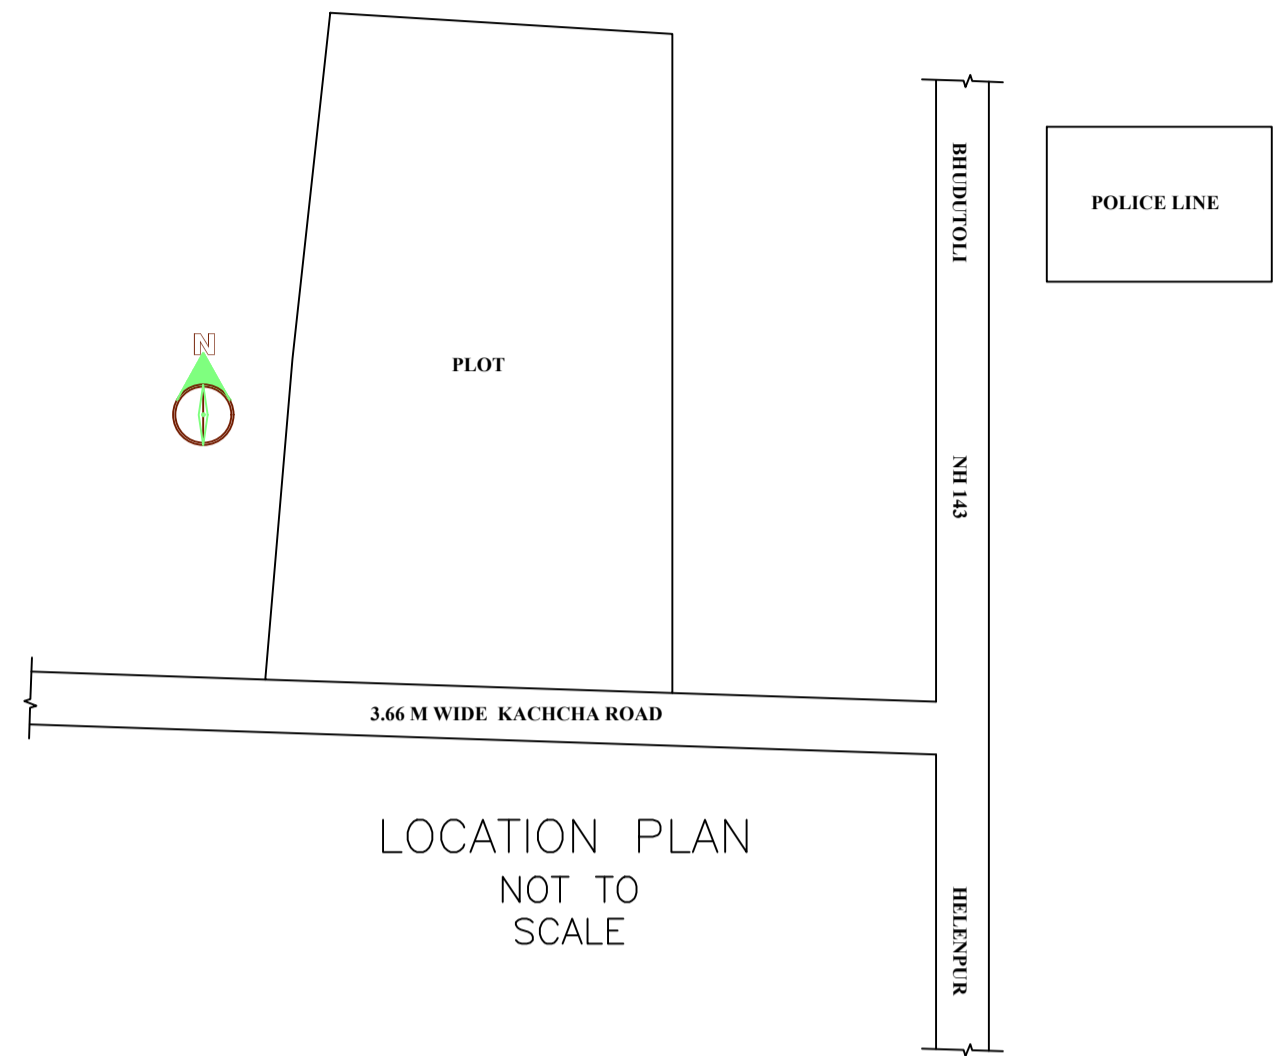 BHUDUTOLI
POLICE LINE
N
PLOT
NH 143
3.66 M WIDE KACHCHA ROAD
LOCATION PLAN
NOT TO
SCALE
HELENPUR